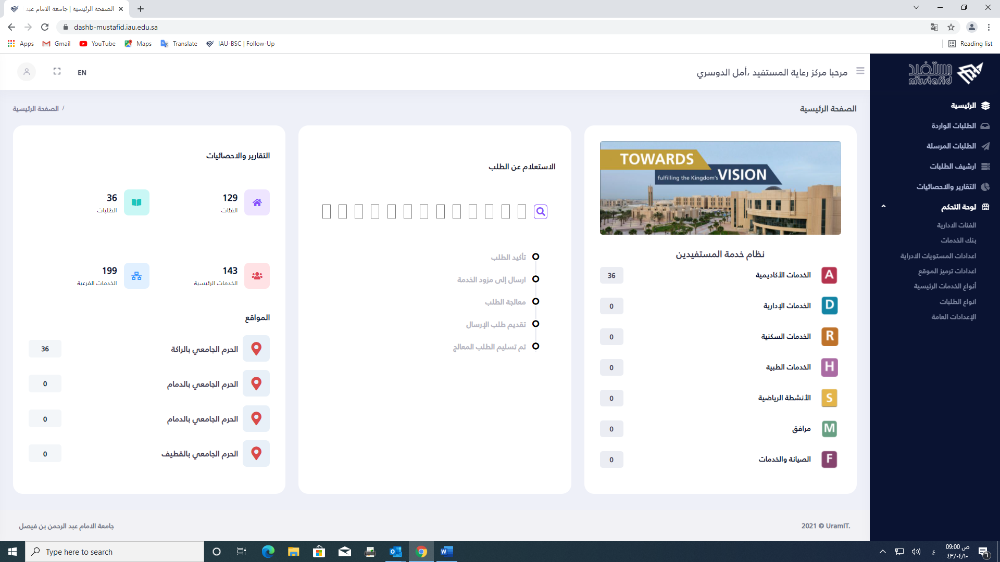 الصفحة الرئيسية | جامعة الامام عبد
dashb-mustafid.iau.edu.sa
Apps
Gmail
YouTube
Maps
Translate
IAU-BSC | Follow-Up
Reading list
EN
مرحبا مركز رعاية المستفيد ،أمل الدوسري
مستفيد
mustafid
الصفحة الرئيسية
/ الصفحة الرئيسية
الرئيسية
الطلبات الواردة
الطلبات المرسلة
ارشيف الطلبات
التقارير والاحصائيات
لوحة التحكم
الفئات الادارية
بنك الخدمات
اعدادات المستويات الادراية
اعدادات ترميز الموقع
أنواع الخدمات الرئيسية
انواع الطلبات
الإعدادات العامة
TOWARDS
fulfilling the Kingdom's VISION
نظام خدمة المستفيدين
A الخدمات الأكاديمية 36
D الخدمات الإدارية 0
R الخدمات السكنية 0
H الخدمات الطبية 0
S الأنشطة الرياضية 0
M مرافق 0
F الصيانة والخدمات 0
الاستعلام عن الطلب
تأكيد الطلب
ارسال إلى مزود الخدمة
معالجة الطلب
تقديم طلب الإرسال
تم تسليم الطلب المعالج
التقارير والاحصائيات
129
الفئات
36
الطلبات
143
الخدمات الرئيسية
199
الخدمات الفرعية
المواقع
الحرم الجامعي بالراكة 36
الحرم الجامعي بالدمام 0
الحرم الجامعي بالدمام 0
الحرم الجامعي بالقطيف 0
2021 © UramIT.
جامعة الامام عبد الرحمن بن فيصل
Type here to search
ع
09:00 ص
٤٣/٠٤/١٠